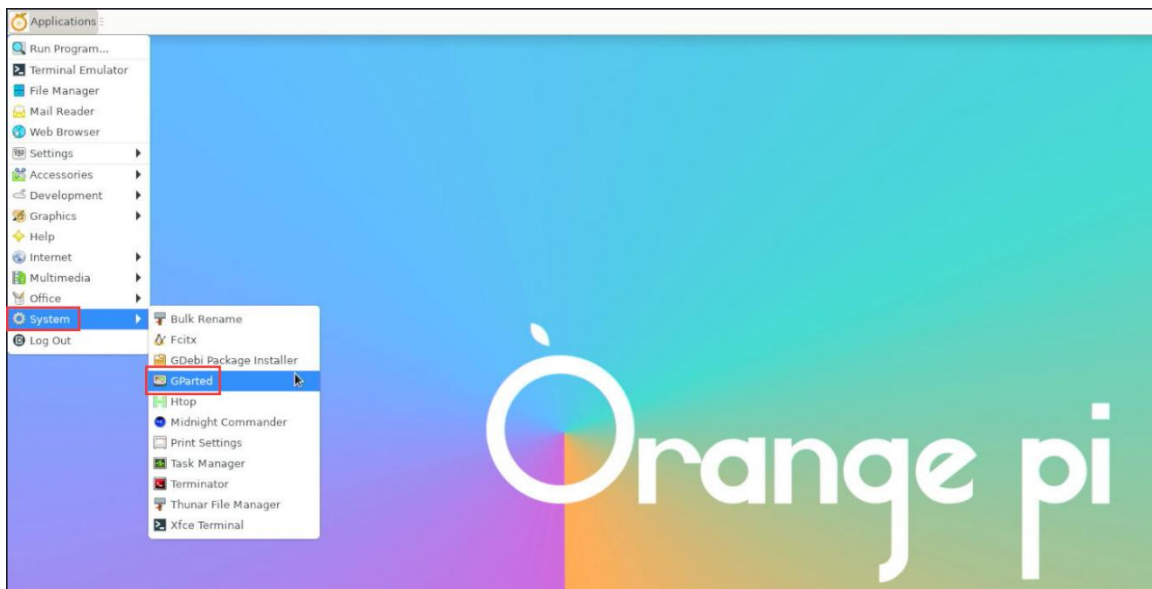 Applications
Run Program...
Terminal Emulator
File Manager
Mail Reader
Web Browser
Settings
Accessories
Development
Graphics
Help
Internet
Multimedia
Office
System
Log Out
Bulk Rename
Fcitx
GDebi Package Installer
GParted
Htop
Midnight Commander
Print Settings
Task Manager
Terminator
Thunar File Manager
Xfce Terminal
Orange pi